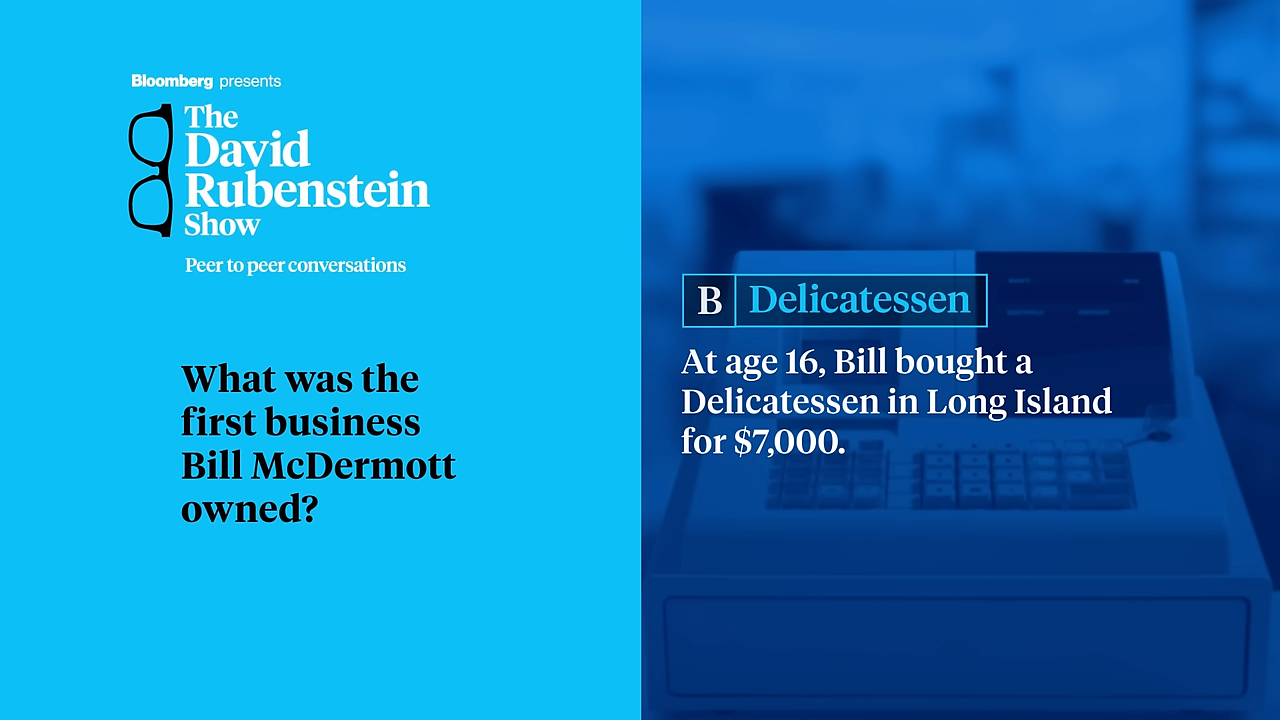 Bloomberg presents
The
David
Rubenstein
Show
Peer to peer conversations
What was the
first business
Bill McDermott
owned?
B Delicatessen
At age 16, Bill bought a
Delicatessen in Long Island
for $7,000.